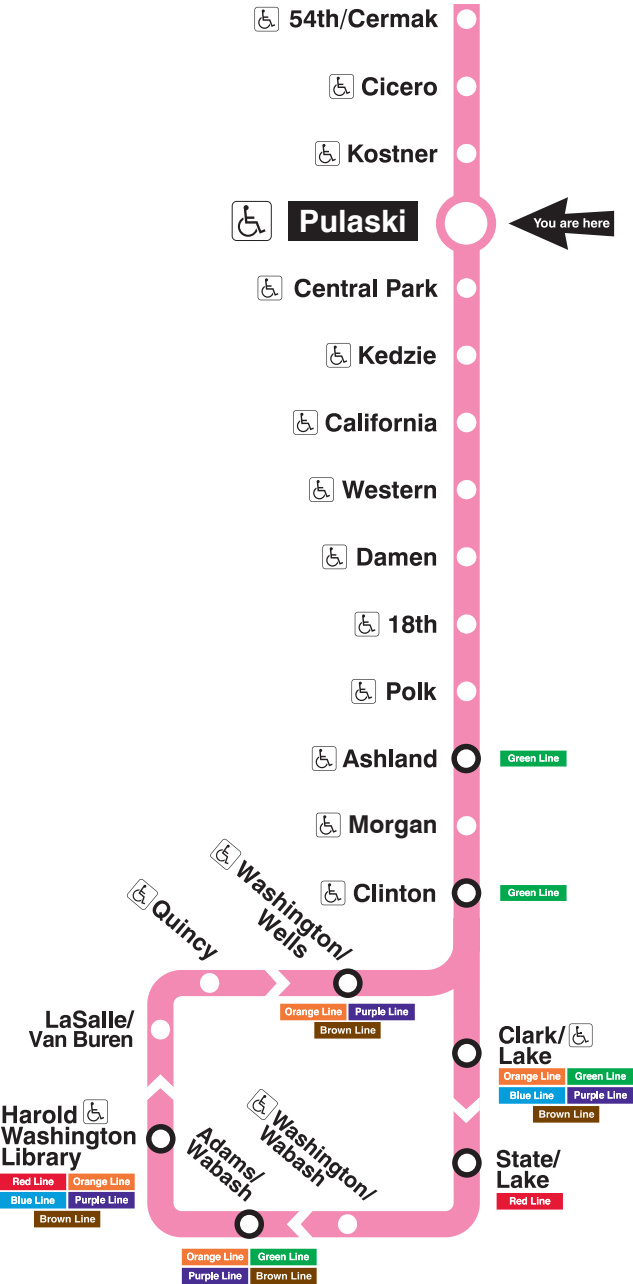 54th/Cermak
Cicero
Kostner
Pulaski
You are here
Central Park
Kedzie
California
Western
Damen
18th
Polk
Ashland
Green Line
Morgan
Clinton
Green Line
Washington/
Wells
Orange Line Purple Line
Brown Line
Quincy
LaSalle/
Van Buren
Clark/
Lake
Orange Line Green Line
Blue Line Purple Line
Brown Line
Harold
Washington
Library
Red Line Orange Line
Blue Line Purple Line
Brown Line
Adams/
Wabash
Orange Line Green Line
Purple Line Brown Line
Washington/
Wabash
State/
Lake
Red Line